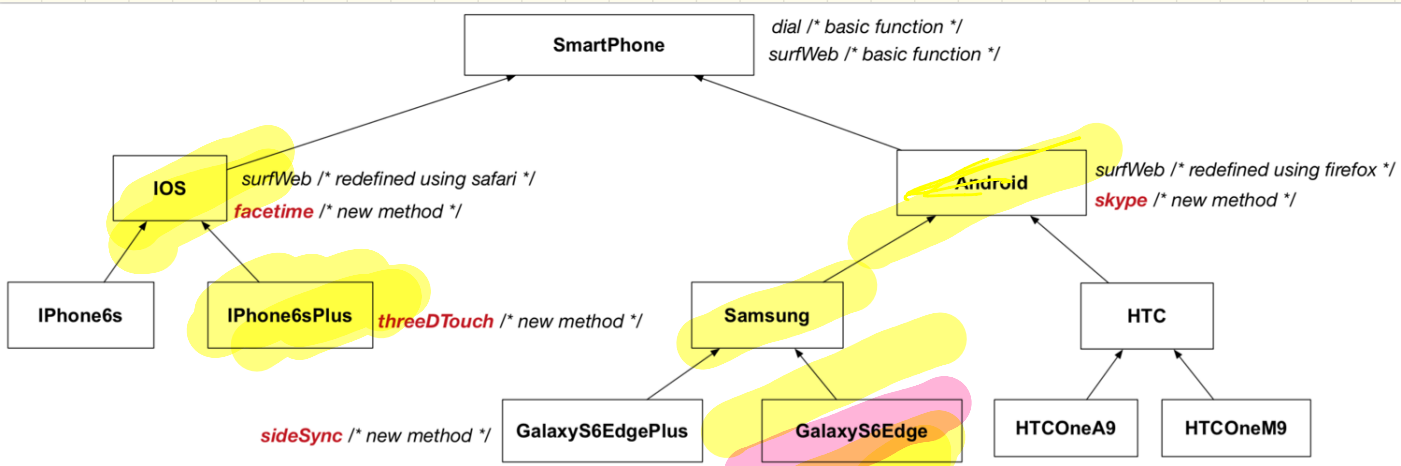 SmartPhone
dial /* basic function */
surfWeb /* basic function */
IOS
surfWeb /* redefined using safari */
facetime /* new method */
Android
surfWeb /* redefined using firefox */
skype /* new method */
IPhone6s
IPhone6sPlus
threeDTouch /* new method */
Samsung
HTC
sideSync /* new method */
GalaxyS6EdgePlus
GalaxyS6Edge
HTCOneA9
HTCOneM9